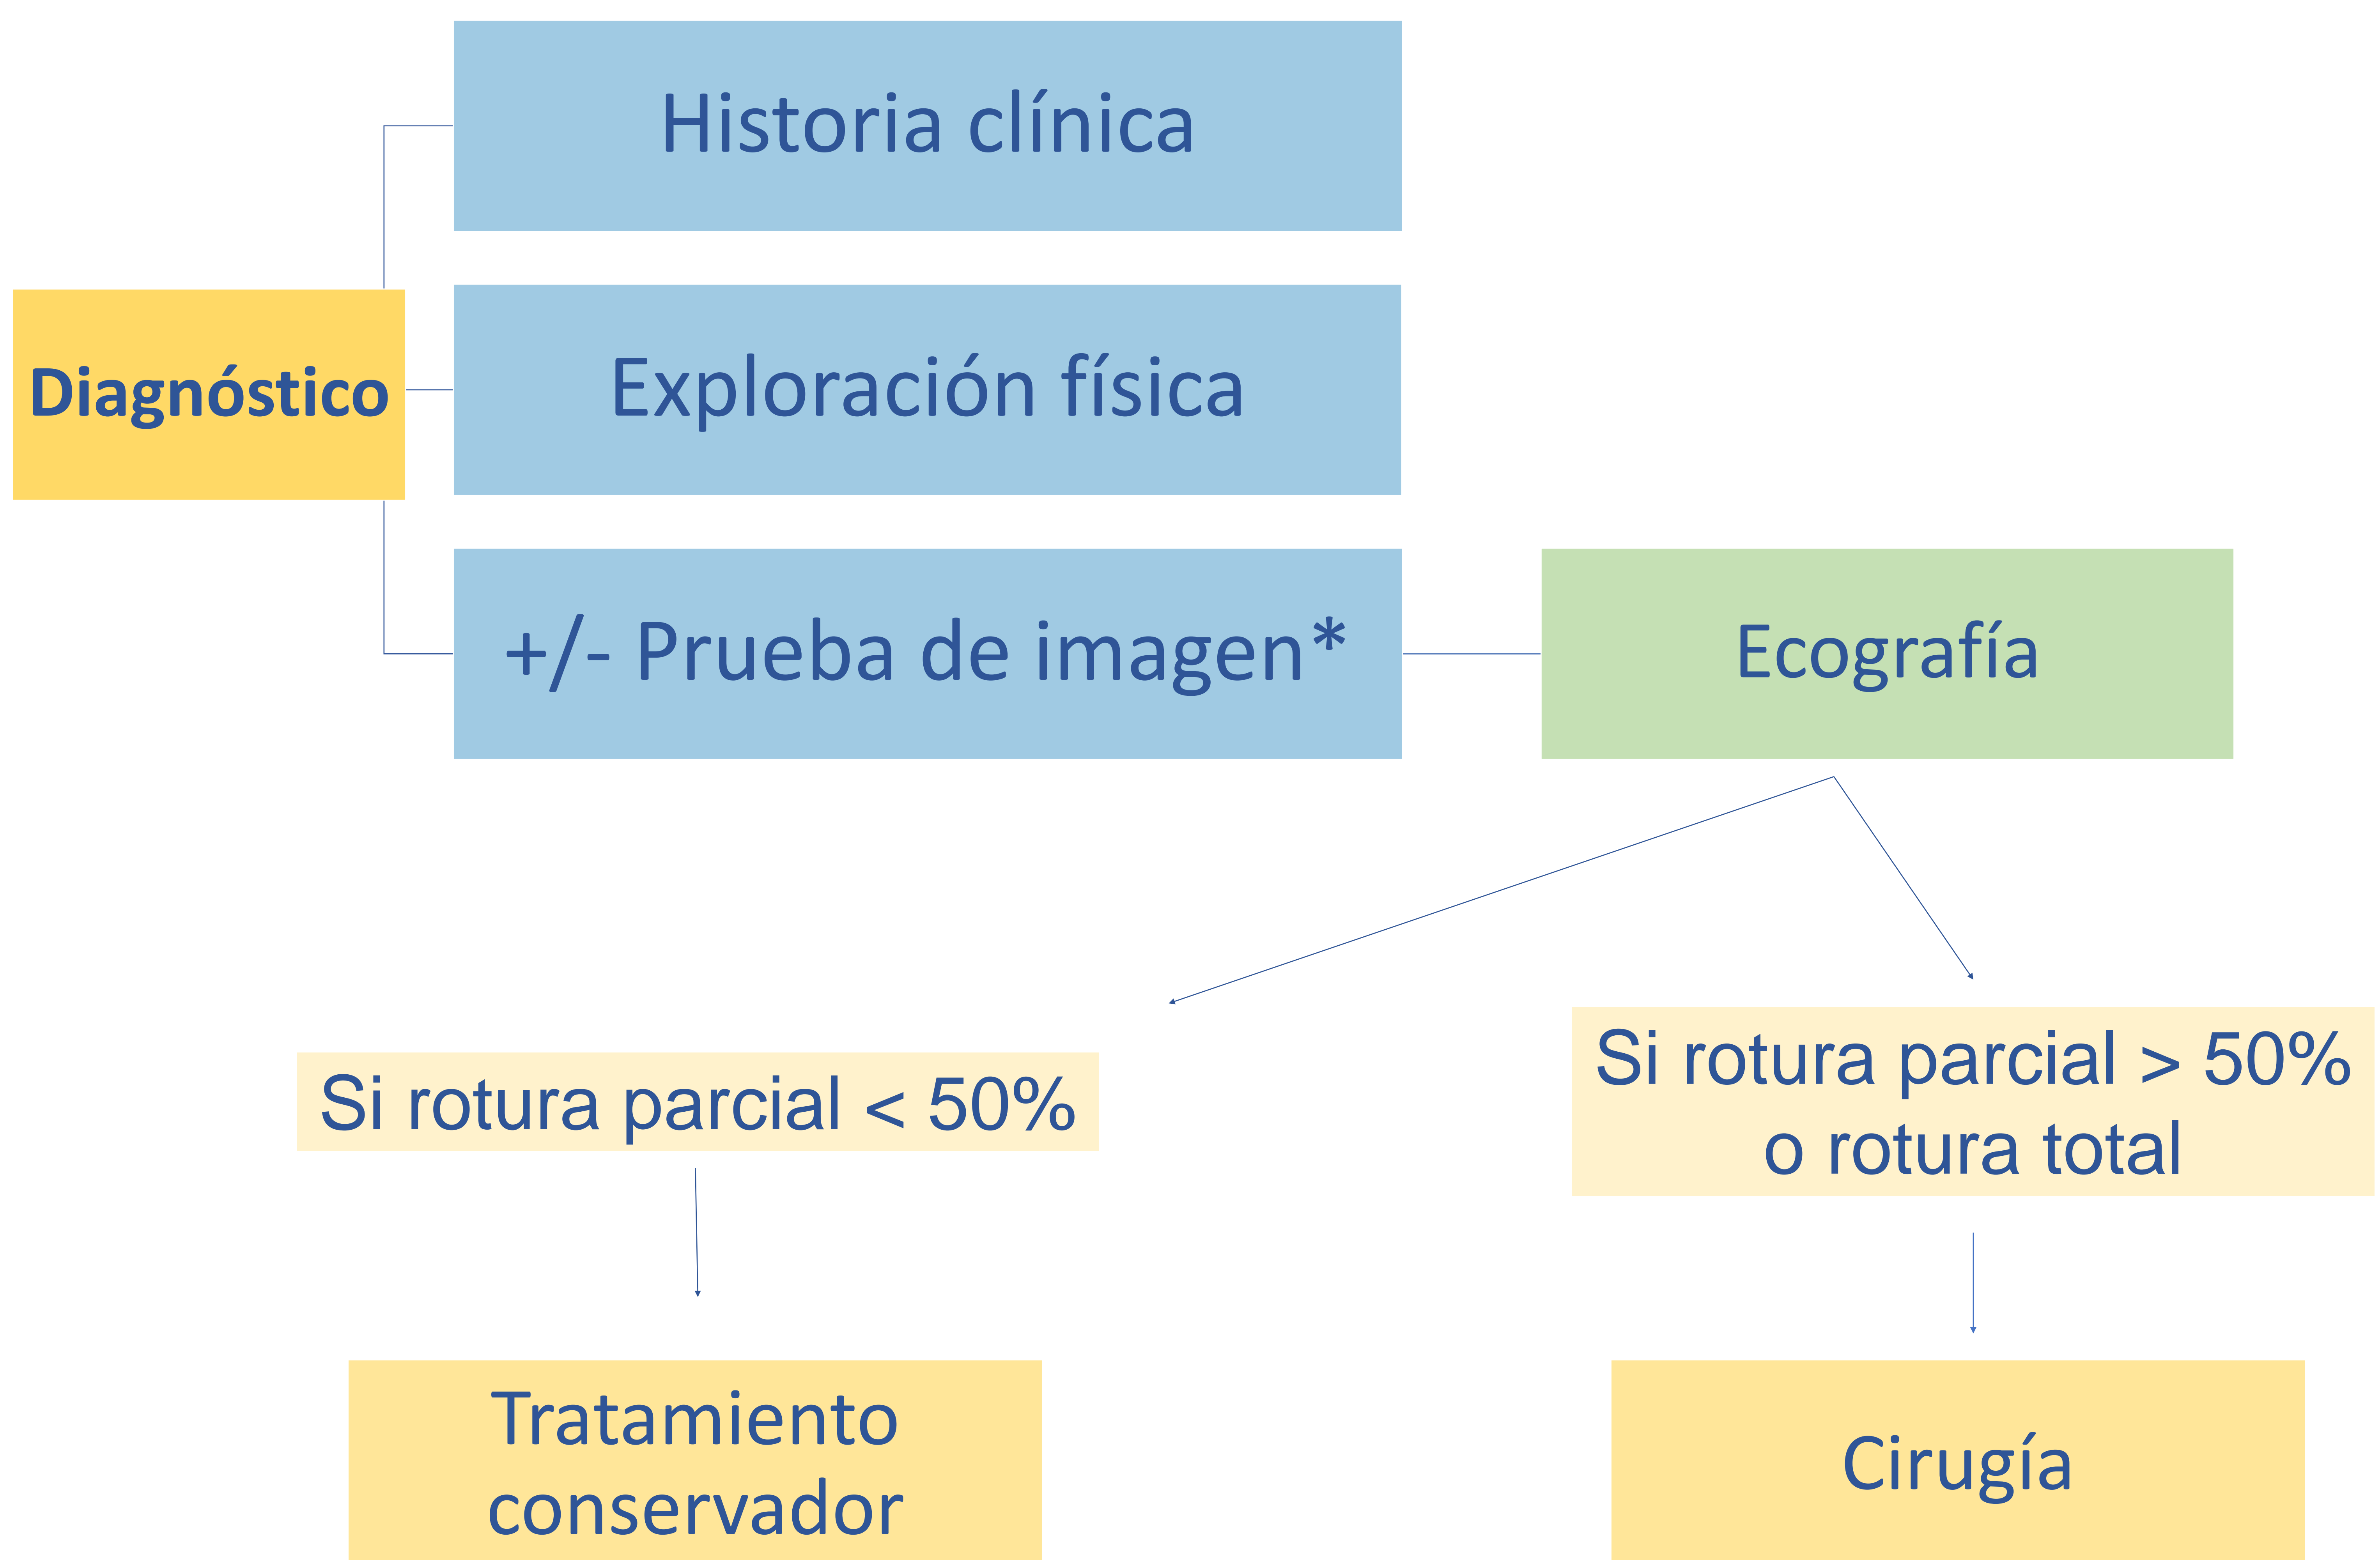 Historia clínica
Diagnóstico
Exploración física
+/- Prueba de imagen*
Ecografía
Si rotura parcial < 50%
Si rotura parcial > 50%
o rotura total
Tratamiento
conservador
Cirugía